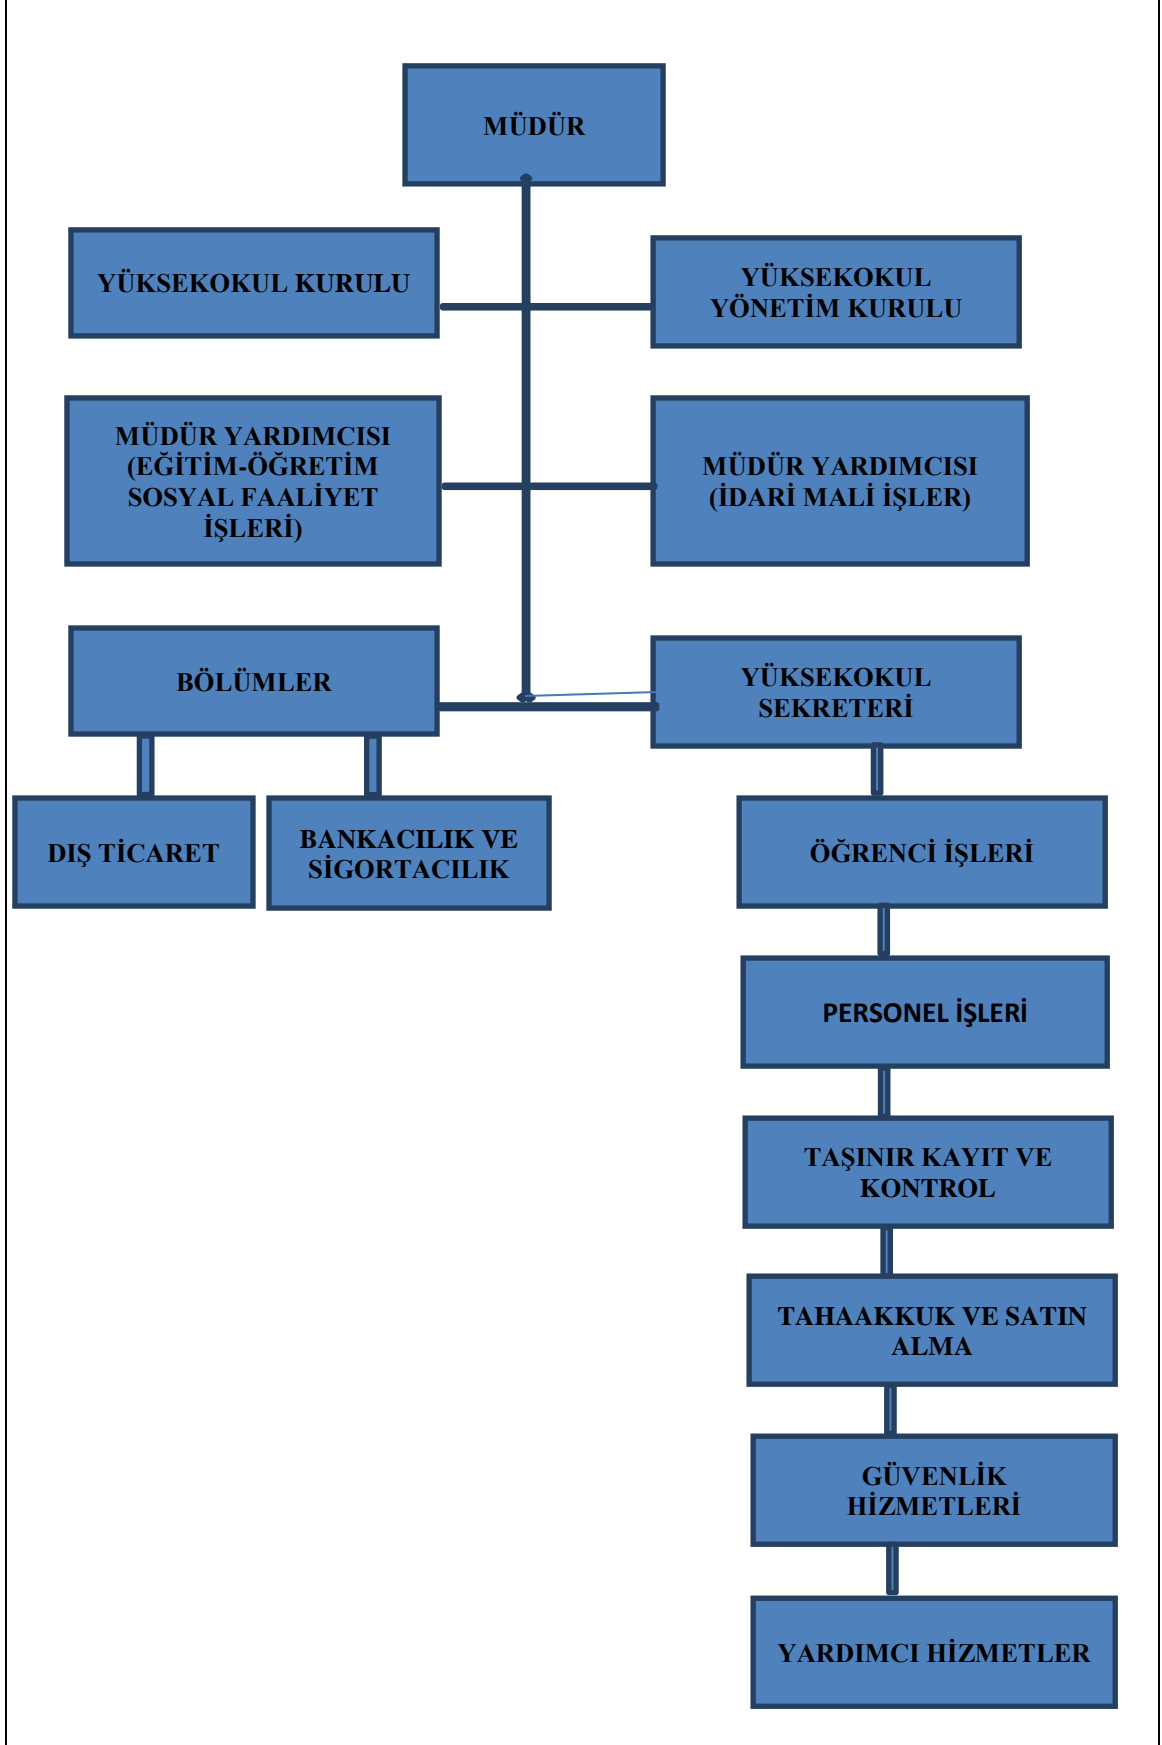 MÜDÜR
YÜKSEKOKUL KURULU
YÜKSEKOKUL
YÖNETİM KURULU
MÜDÜR YARDIMCISI
(EĞİTİM-ÖĞRETİM
SOSYAL FAALİYET
İŞLERİ)
MÜDÜR YARDIMCISI
(İDARİ MALİ İŞLER)
BÖLÜMLER
YÜKSEKOKUL
SEKRETERİ
DIŞ TİCARET
BANKACILIK VE
SİGORTACILIK
ÖĞRENCİ İŞLERİ
PERSONEL İŞLERİ
TAŞINIR KAYIT VE
KONTROL
TAHAAKKUK VE SATIN
ALMA
GÜVENLİK
HİZMETLERİ
YARDIMCI HİZMETLER